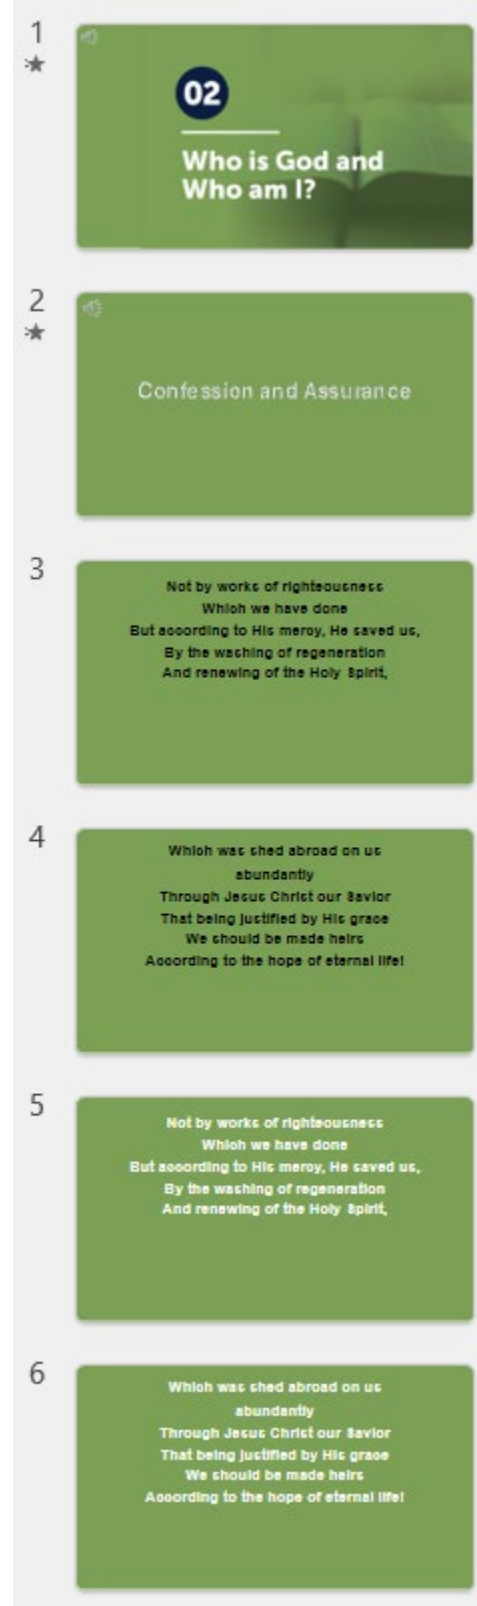 1
02
Who is God and
Who am I?
2
Confession and Assurance
3
Not by works of righteousness
Which we have done
But according to His mercy, He saved us,
By the washing of regeneration
And renewing of the Holy Spirit,
4
Which was shed abroad on us
abundantly
Through Jesus Christ our Savior
That being justified by His grace
We should be made heirs
According to the hope of eternal life!
5
Not by works of righteousness
Which we have done
But according to His mercy, He saved us,
By the washing of regeneration
And renewing of the Holy Spirit,
6
Which was shed abroad on us
abundantly
Through Jesus Christ our Savior
That being justified by His grace
We should be made heirs
According to the hope of eternal life!